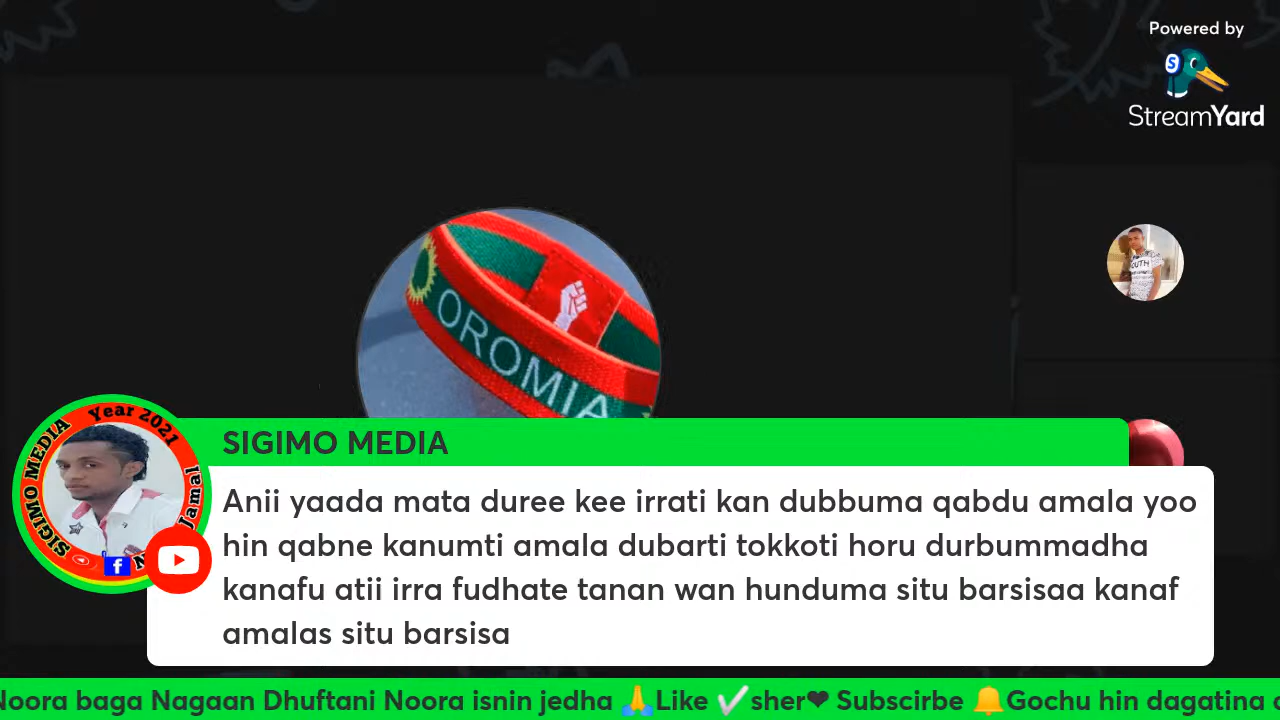 Powered by
StreamYard
OROMIA
Year 2021
SIGIMO MEDIA
Jamal
SIGIMO MEDIA
Anii yaada mata duree kee irrati kan dubbuma qabdu amala yoo
hin qabne kanumti amala dubarti tokkoti horu durbummadha
kanafu atii irra fudhate tanan wan hunduma situ barsisaa kanaf
amalas situ barsisa
Noora baga Nagaan Dhuftani Noora isnin jedha 🙏Like ✔sher❤ Subscirbe 🔔Gochu hin dagatina